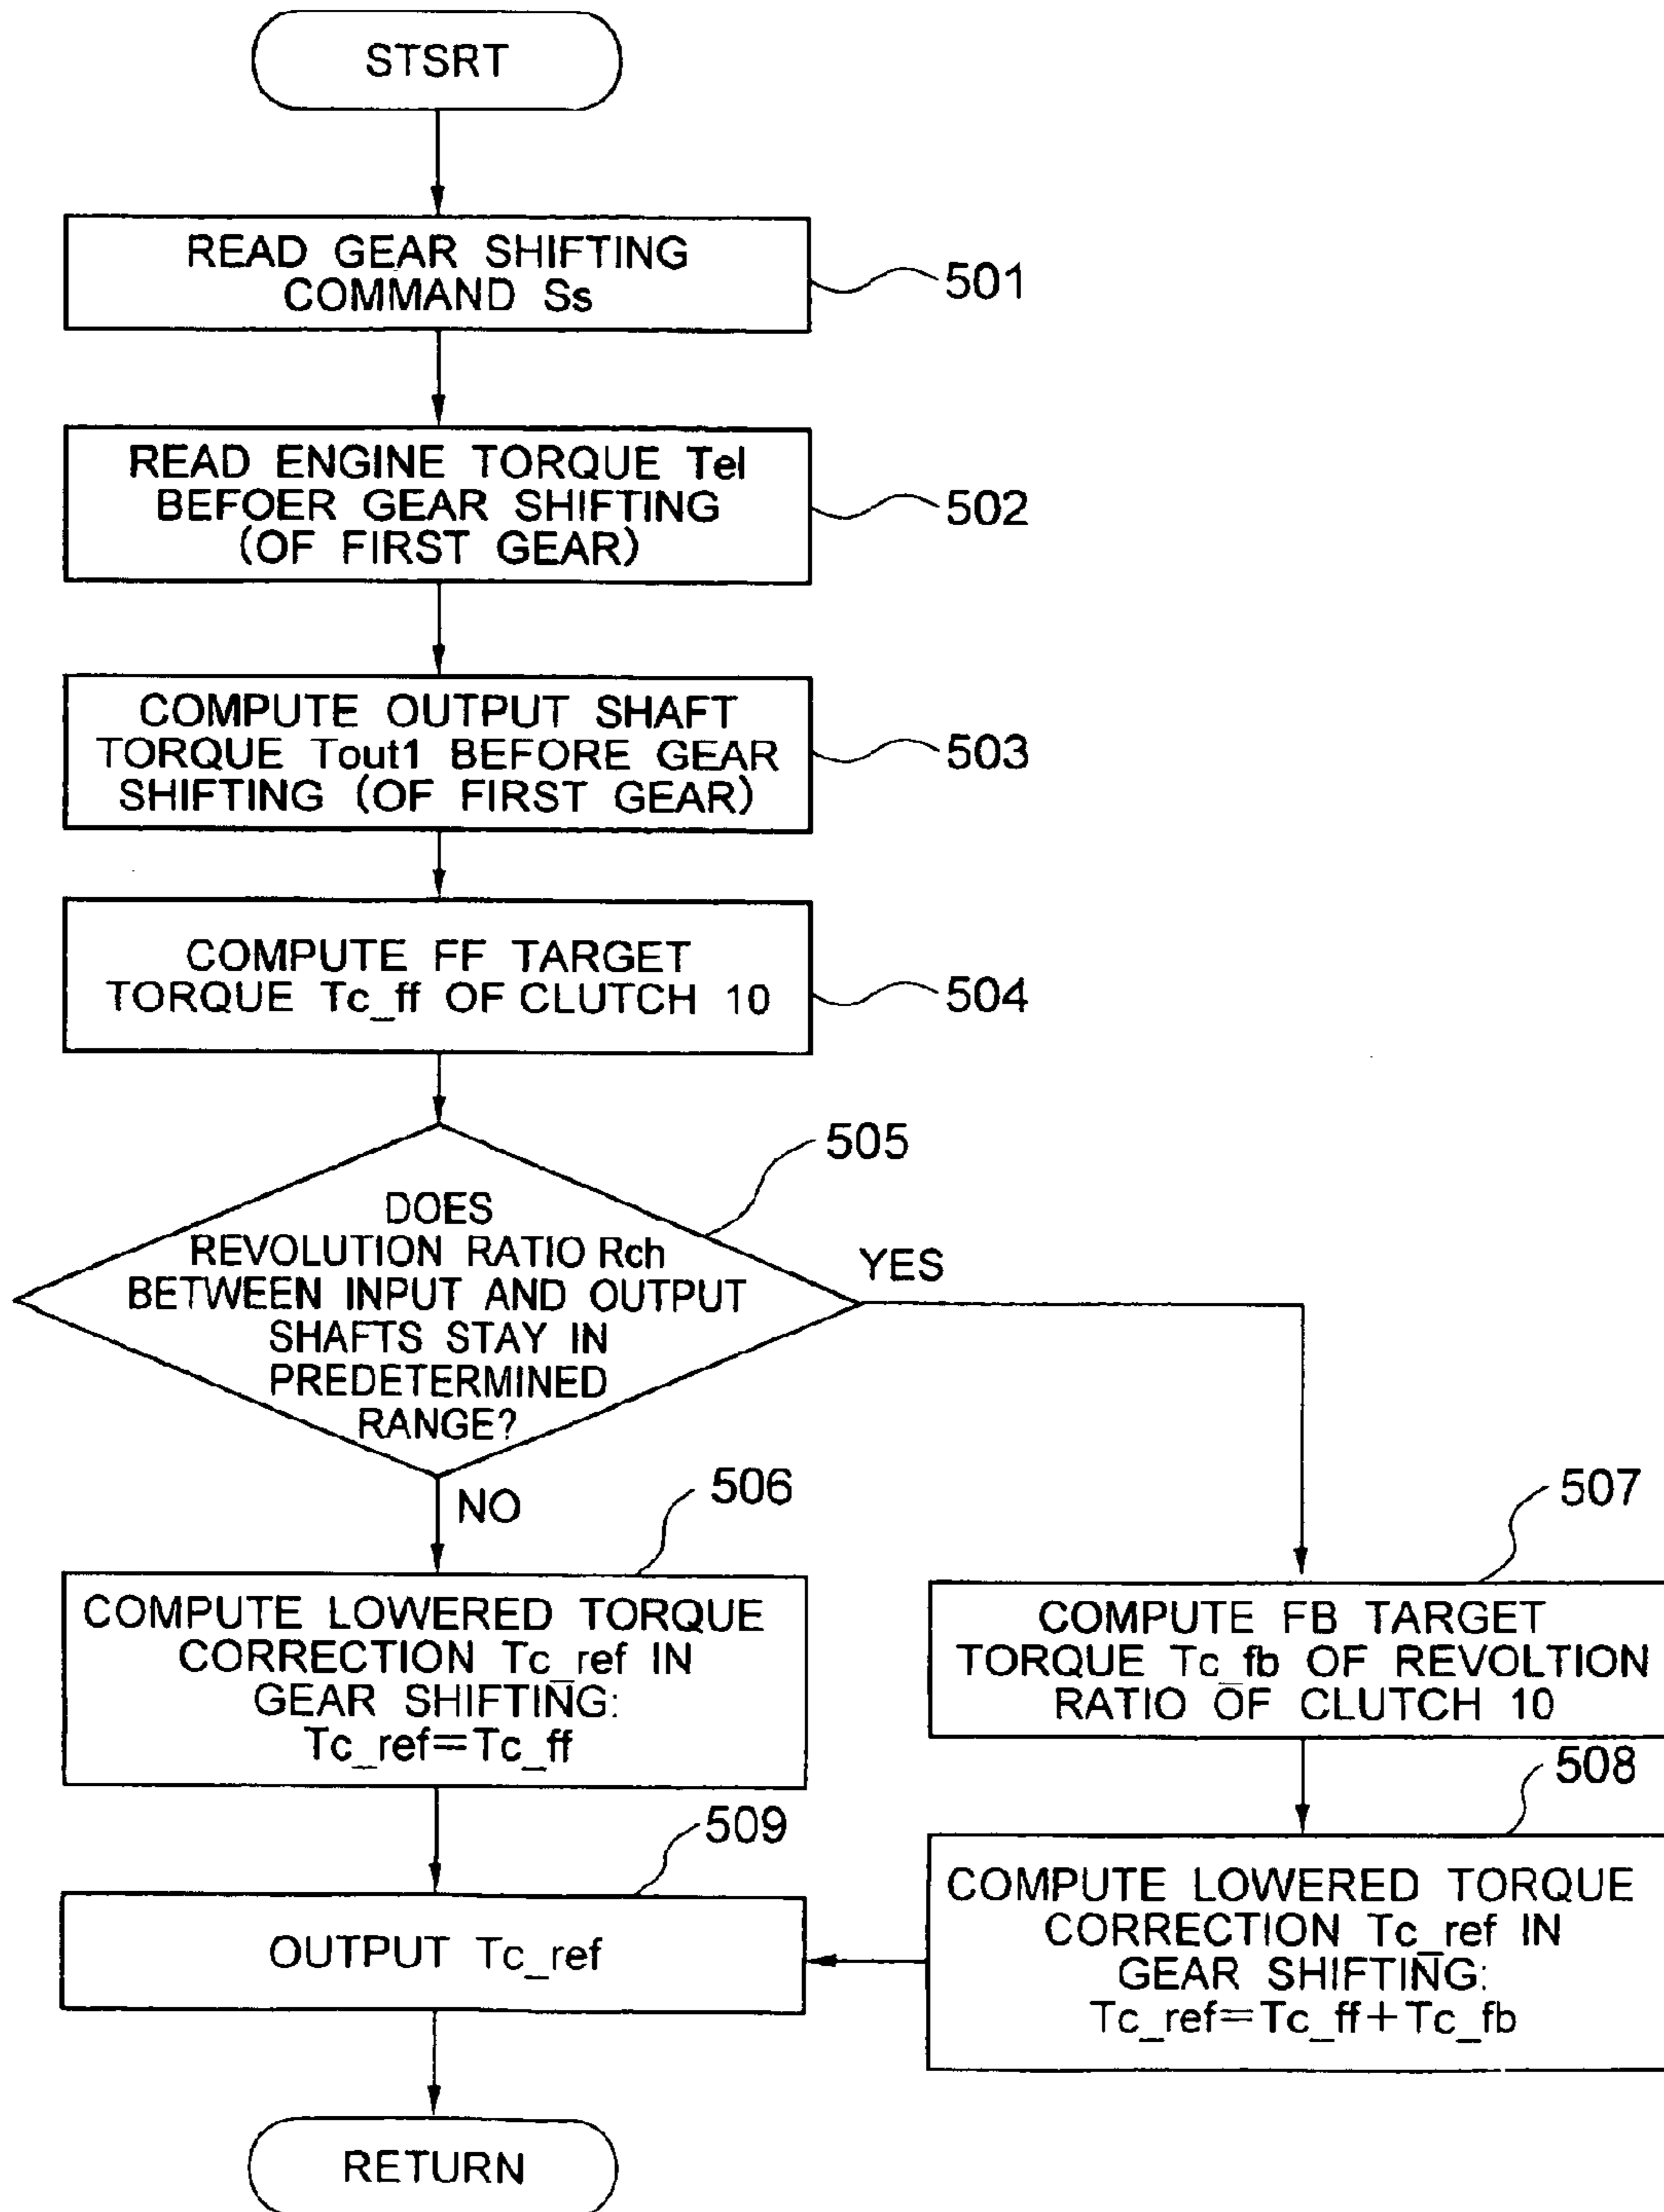 STSRT
READ GEAR SHIFTING
COMMAND Ss
501
READ ENGINE TORQUE Tel
BEFOER GEAR SHIFTING
(OF FIRST GEAR)
502
COMPUTE OUTPUT SHAFT
TORQUE Tout1 BEFORE GEAR
SHIFTING (OF FIRST GEAR)
503
COMPUTE FF TARGET
TORQUE Tc_ff OF CLUTCH 10
504
505
DOES
REVOLUTION RATIO Rch
BETWEEN INPUT AND OUTPUT
SHAFTS STAY IN
PREDETERMINED
RANGE?
YES
NO
506
COMPUTE LOWERED TORQUE
CORRECTION Tc_ref IN
GEAR SHIFTING:
Tc_ref=Tc_ff
507
COMPUTE FB TARGET
TORQUE Tc_fb OF REVOLTION
RATIO OF CLUTCH 10
508
COMPUTE LOWERED TORQUE
CORRECTION Tc_ref IN
GEAR SHIFTING:
Tc_ref=Tc_ff+Tc_fb
509
OUTPUT Tc_ref
RETURN